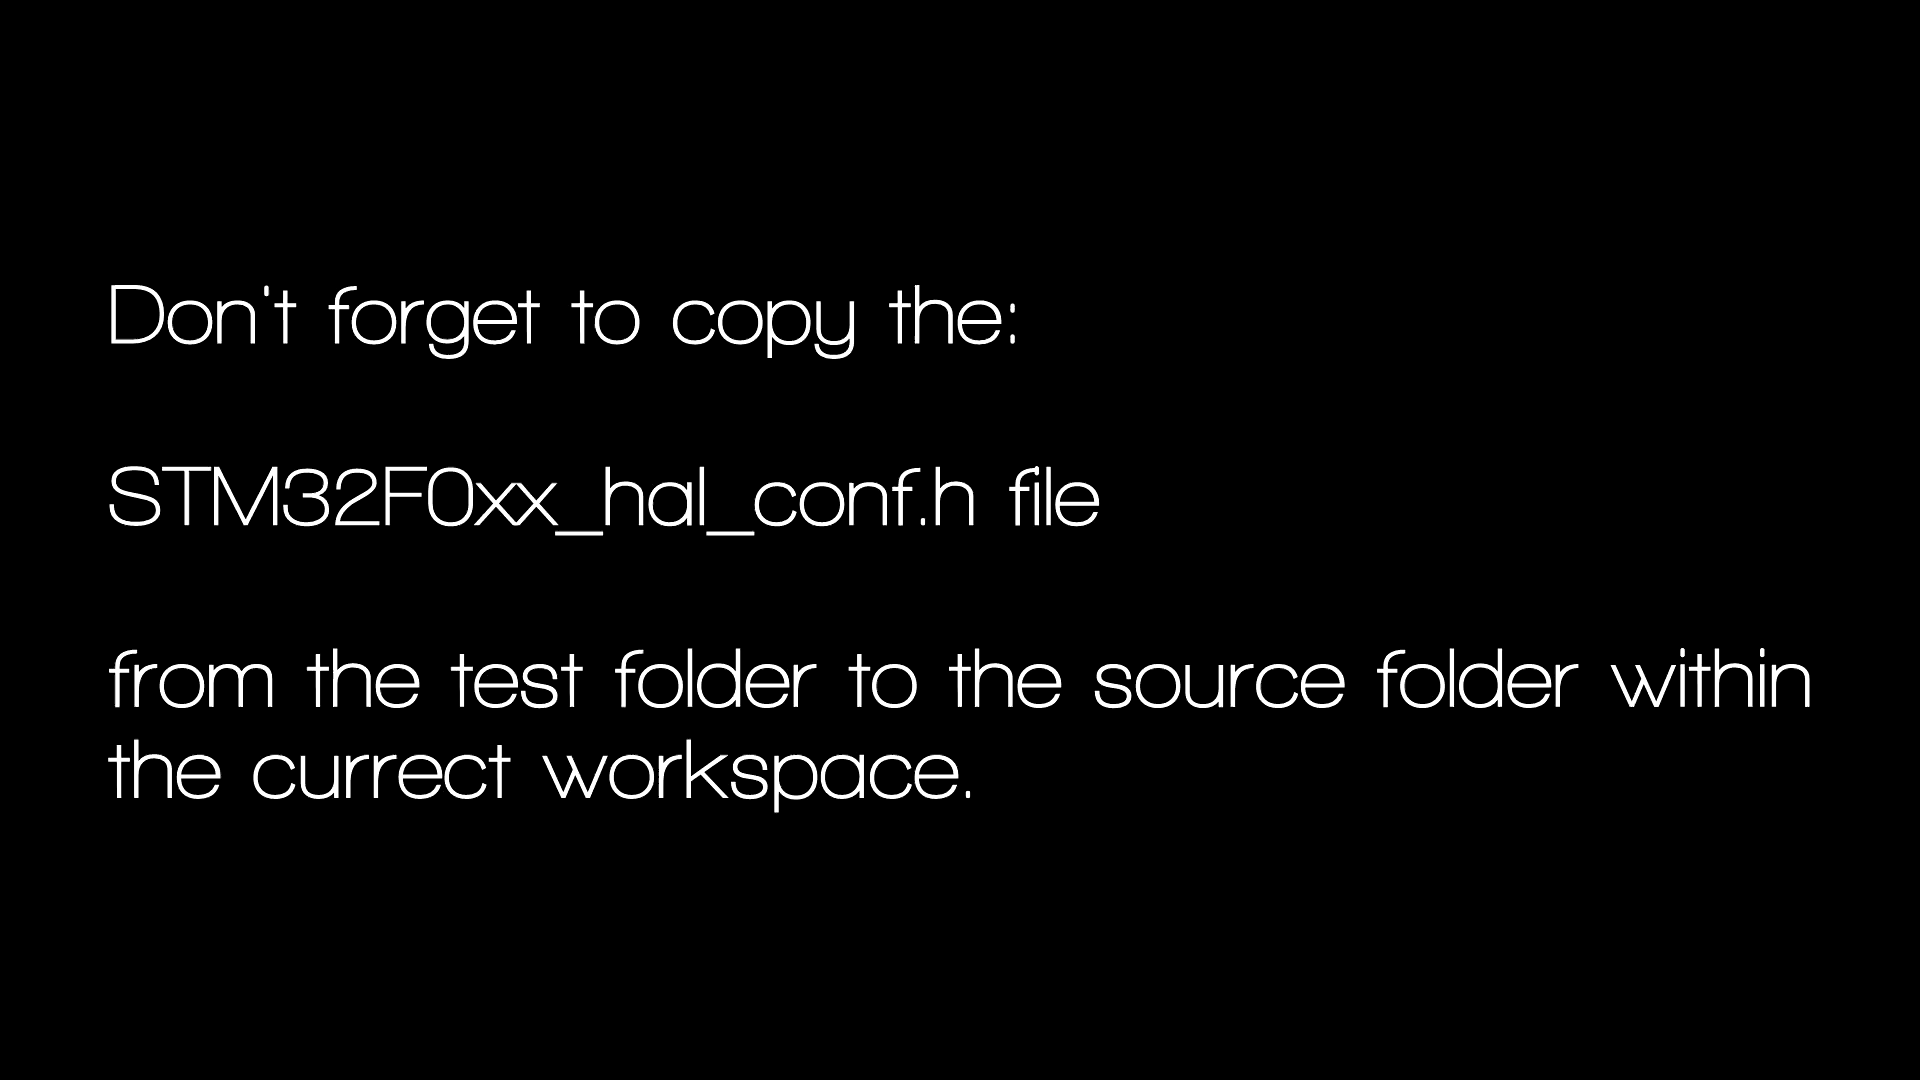 Don't forget to copy the:
STM32F0xx_hal_conf.h file
from the test folder to the source folder within
the currect workspace.